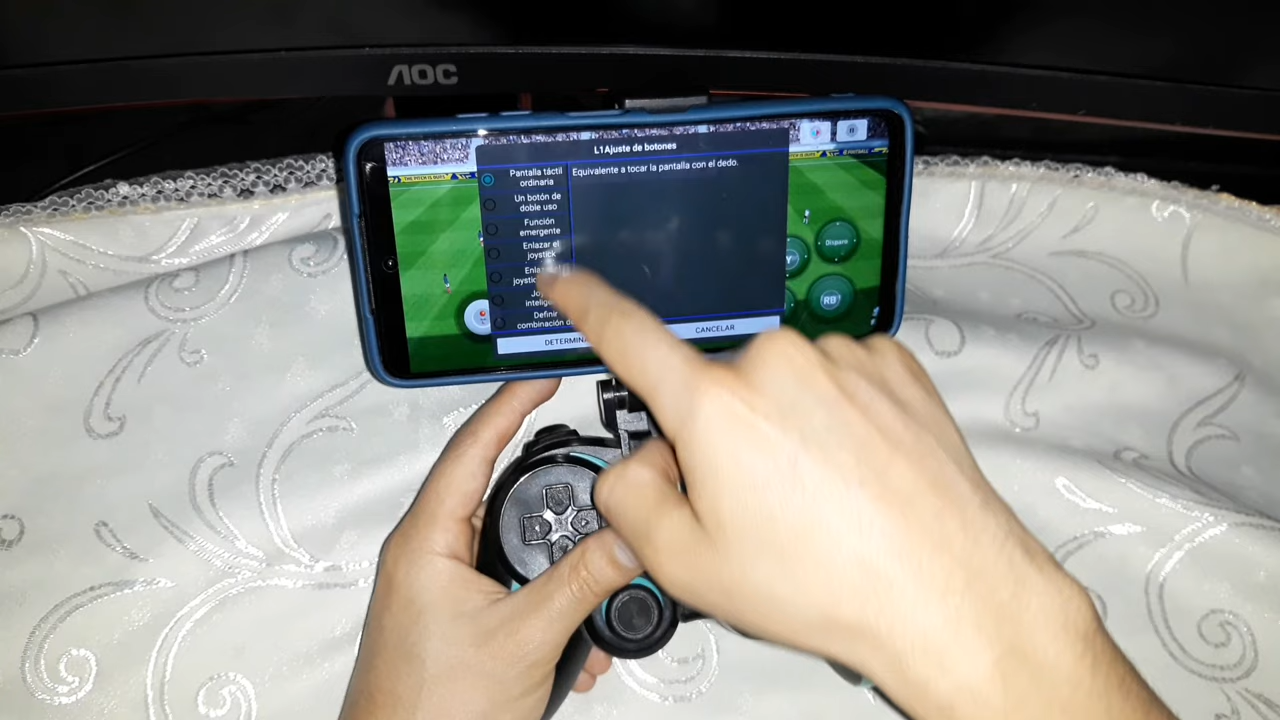 AOC
L1Ajuste de botones
Pantalla táctil
ordinaria
Equivalente a tocar la pantalla con el dedo.
Un botón de
doble uso
Función
emergente
Enlazar el
joystick
Definir
combinación
CANCELAR
Disparo
Y
RB